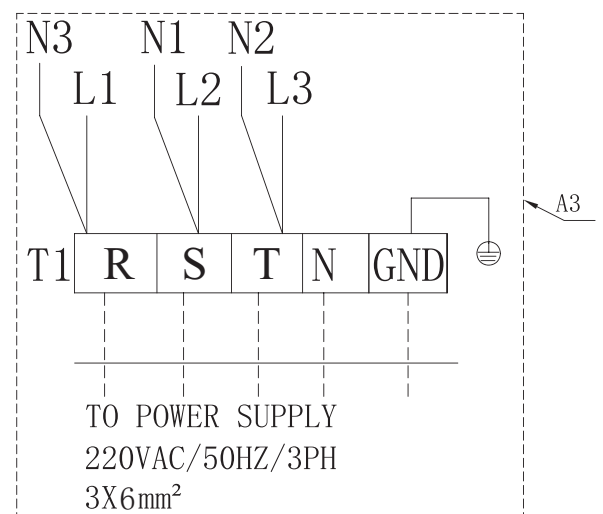 N3 N1 N2
L1 L2 L3
A3
T1 R S T N GND
TO POWER SUPPLY
220VAC/50HZ/3PH
3X6mm²